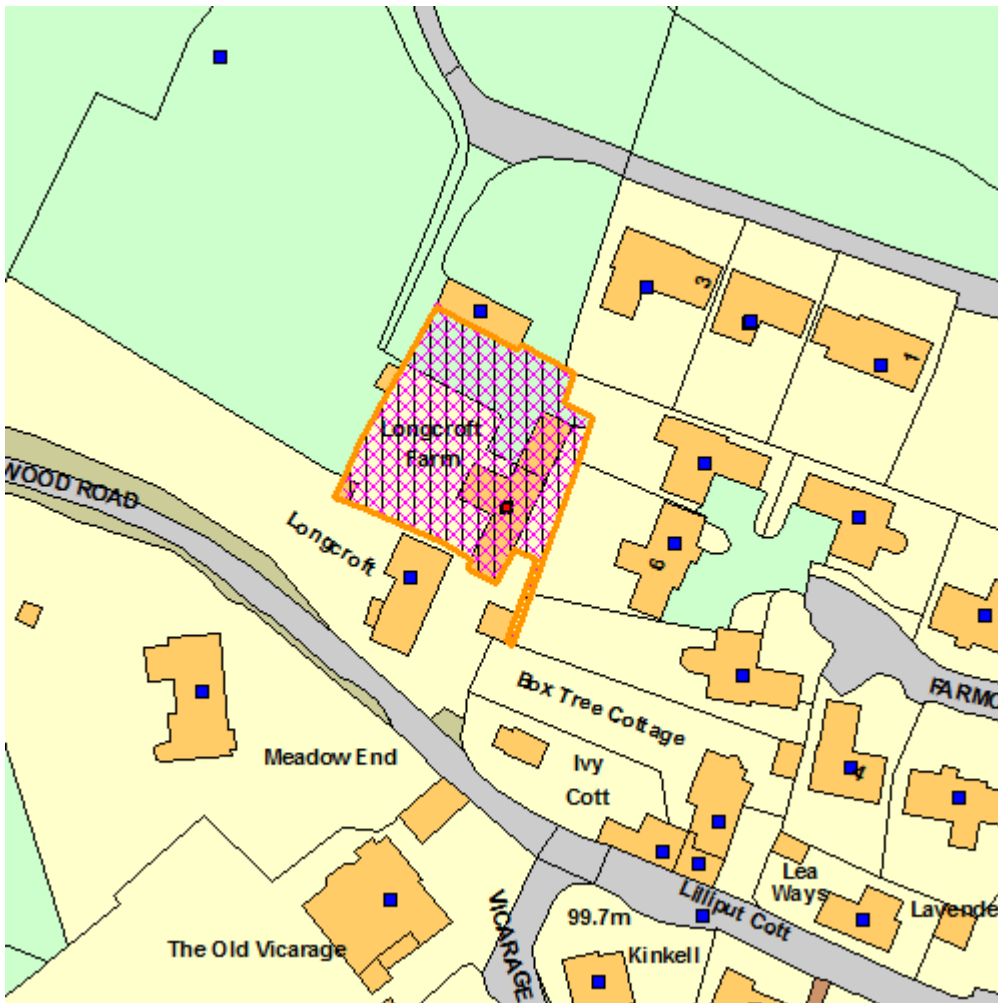 3
1
Longcroft
Farm
WOOD ROAD
Longcroft
6
Box Tree Cottage
FARMO
Meadow End
Ivy
Cott
4
Lea
Ways
Lilliput Cott
Lavende
VICARAGE
99.7m
The Old Vicarage
Kinkell